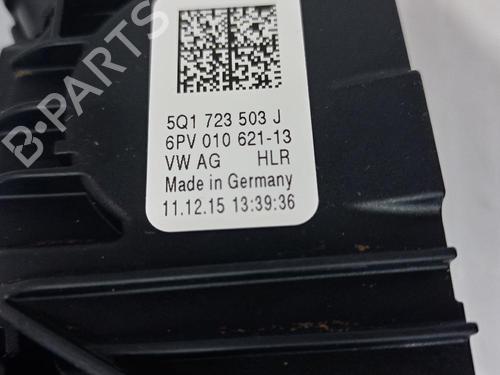 5Q1 723 503 J
6PV 010 621-13
VW AG HLR
Made in Germany
11.12.15 13:39:36